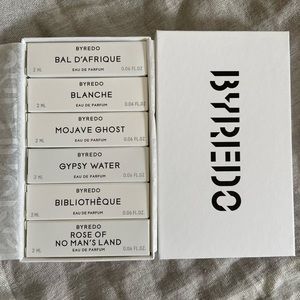 BYREDO
BAL D'AFRIQUE
2 ML EAU DE PARFUM 0.06 FL.OZ.
BYREDO
BLANCHE
2 ML EAU DE PARFUM 0.06 FL.OZ.
BYREDO
MOJAVE GHOST
2 ML EAU DE PARFUM 0.06 FL.OZ.
BYREDO
GYPSY WATER
2 ML EAU DE PARFUM 0.06 FL.OZ.
BYREDO
BIBLIOTHÈQUE
2 ML EAU DE PARFUM 0.06 FL.OZ.
BYREDO
ROSE OF
NO MAN'S LAND
2 ML EAU DE PARFUM 0.06 FL.OZ.
BYREDO